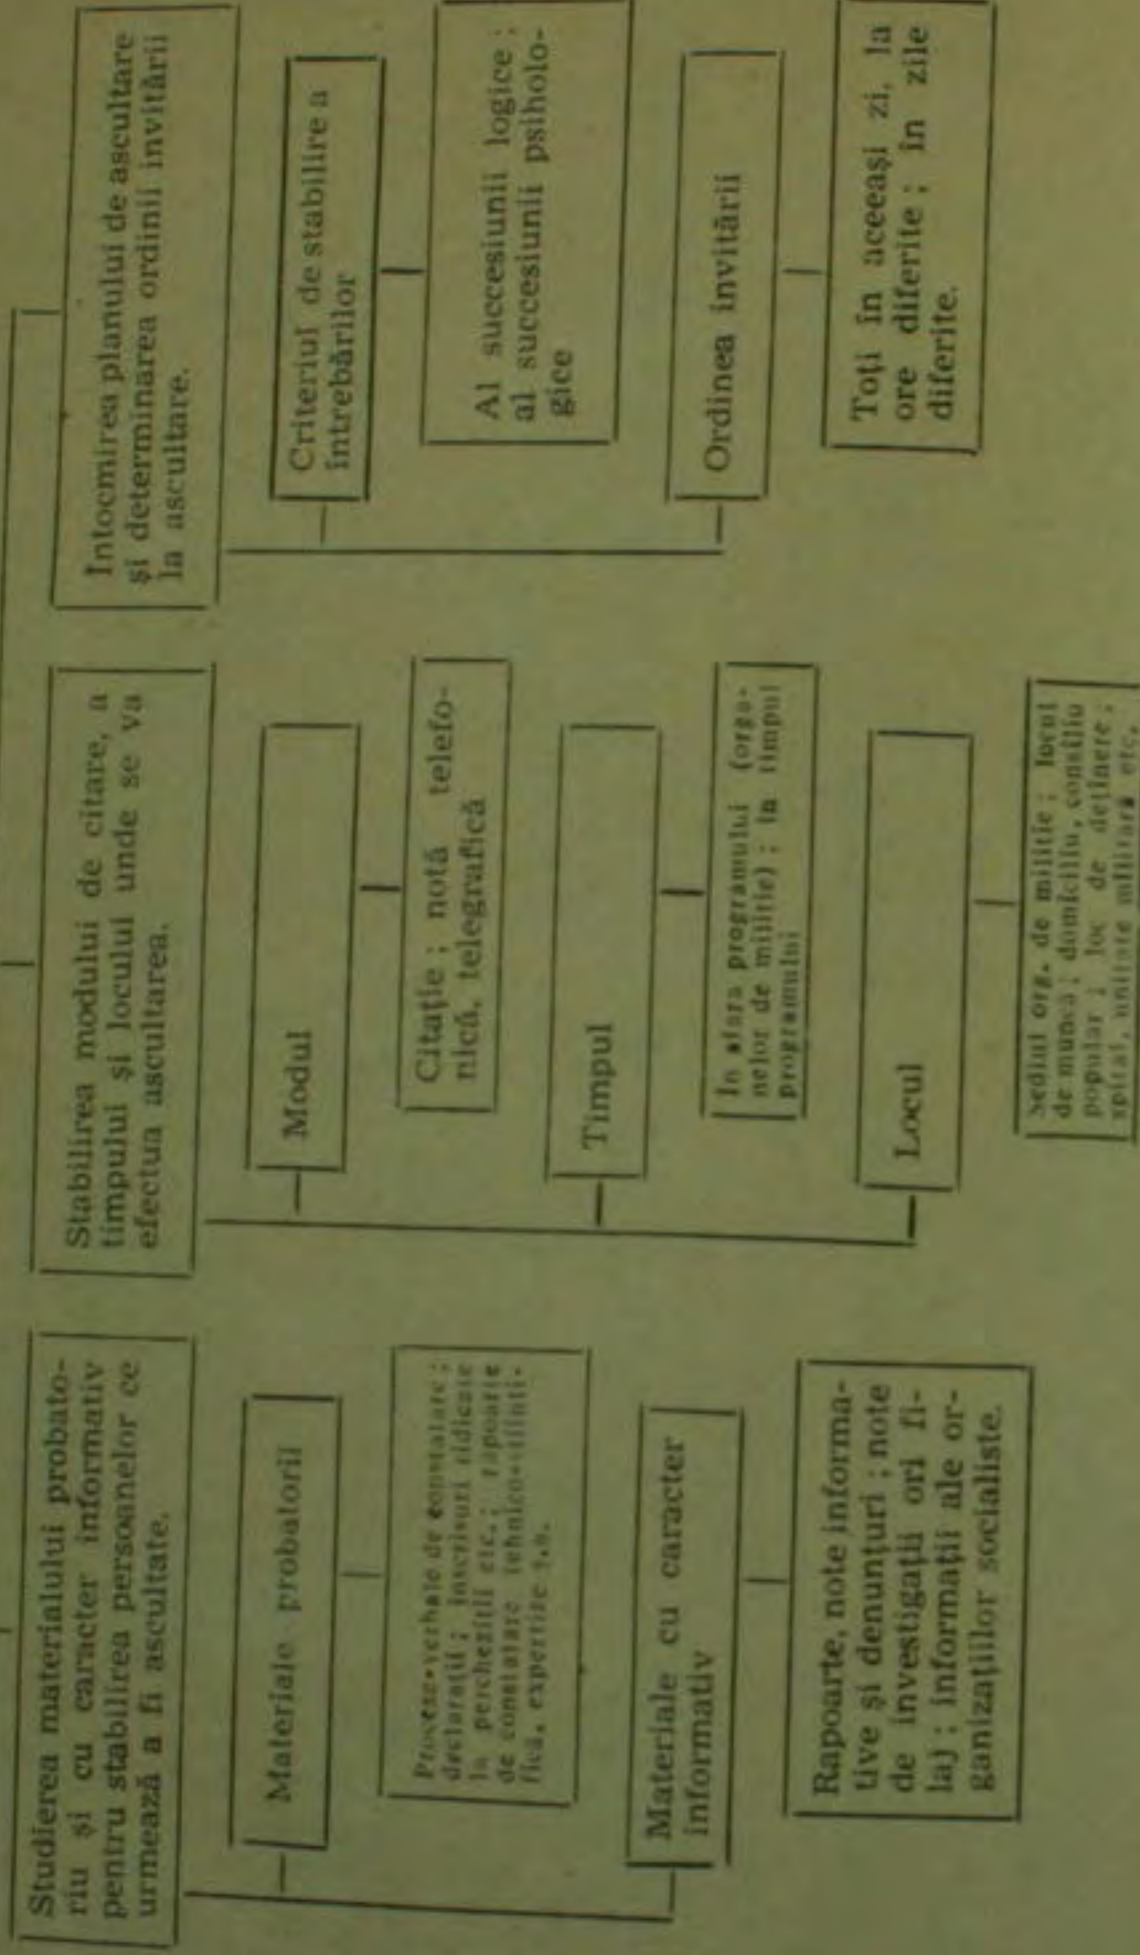 Studierea materialului probato-
riu și cu caracter informativ
pentru stabilirea persoanelor ce
urmează a fi ascultate.
Materiale probatorii
Procese-verbale de constatare ;
declarații ; înscrisuri ridicate
la percheziții etc. ; rapoarte
de constatare tehnico-științi-
fică, expertize ș.a.
Materiale cu caracter
informativ
Rapoarte, note informa-
tive și denunțuri ; note
de investigații ori fi-
laj ; informații ale or-
ganizațiilor socialiste.
Stabilirea modului de citare, a
timpului și locului unde se va
efectua ascultarea.
Modul
Citație ; notă telefo-
nică, telegrafică
Timpul
În afara programului (orga-
nelor de miliție) ; în timpul
programului
Locul
Sediul org. de miliție ; locul
de muncă ; domiciliu, consiliu
popular ; loc de deținere ;
spital, unitate militară etc.
Intocmirea planului de ascultare
și determinarea ordinii invitării
la ascultare.
Criteriul de stabilire a
întrebărilor
Al succesiunii logice ;
al succesiunii psiholo-
gice
Ordinea invitării
Toți în aceeași zi, la
ore diferite ; în zile
diferite.